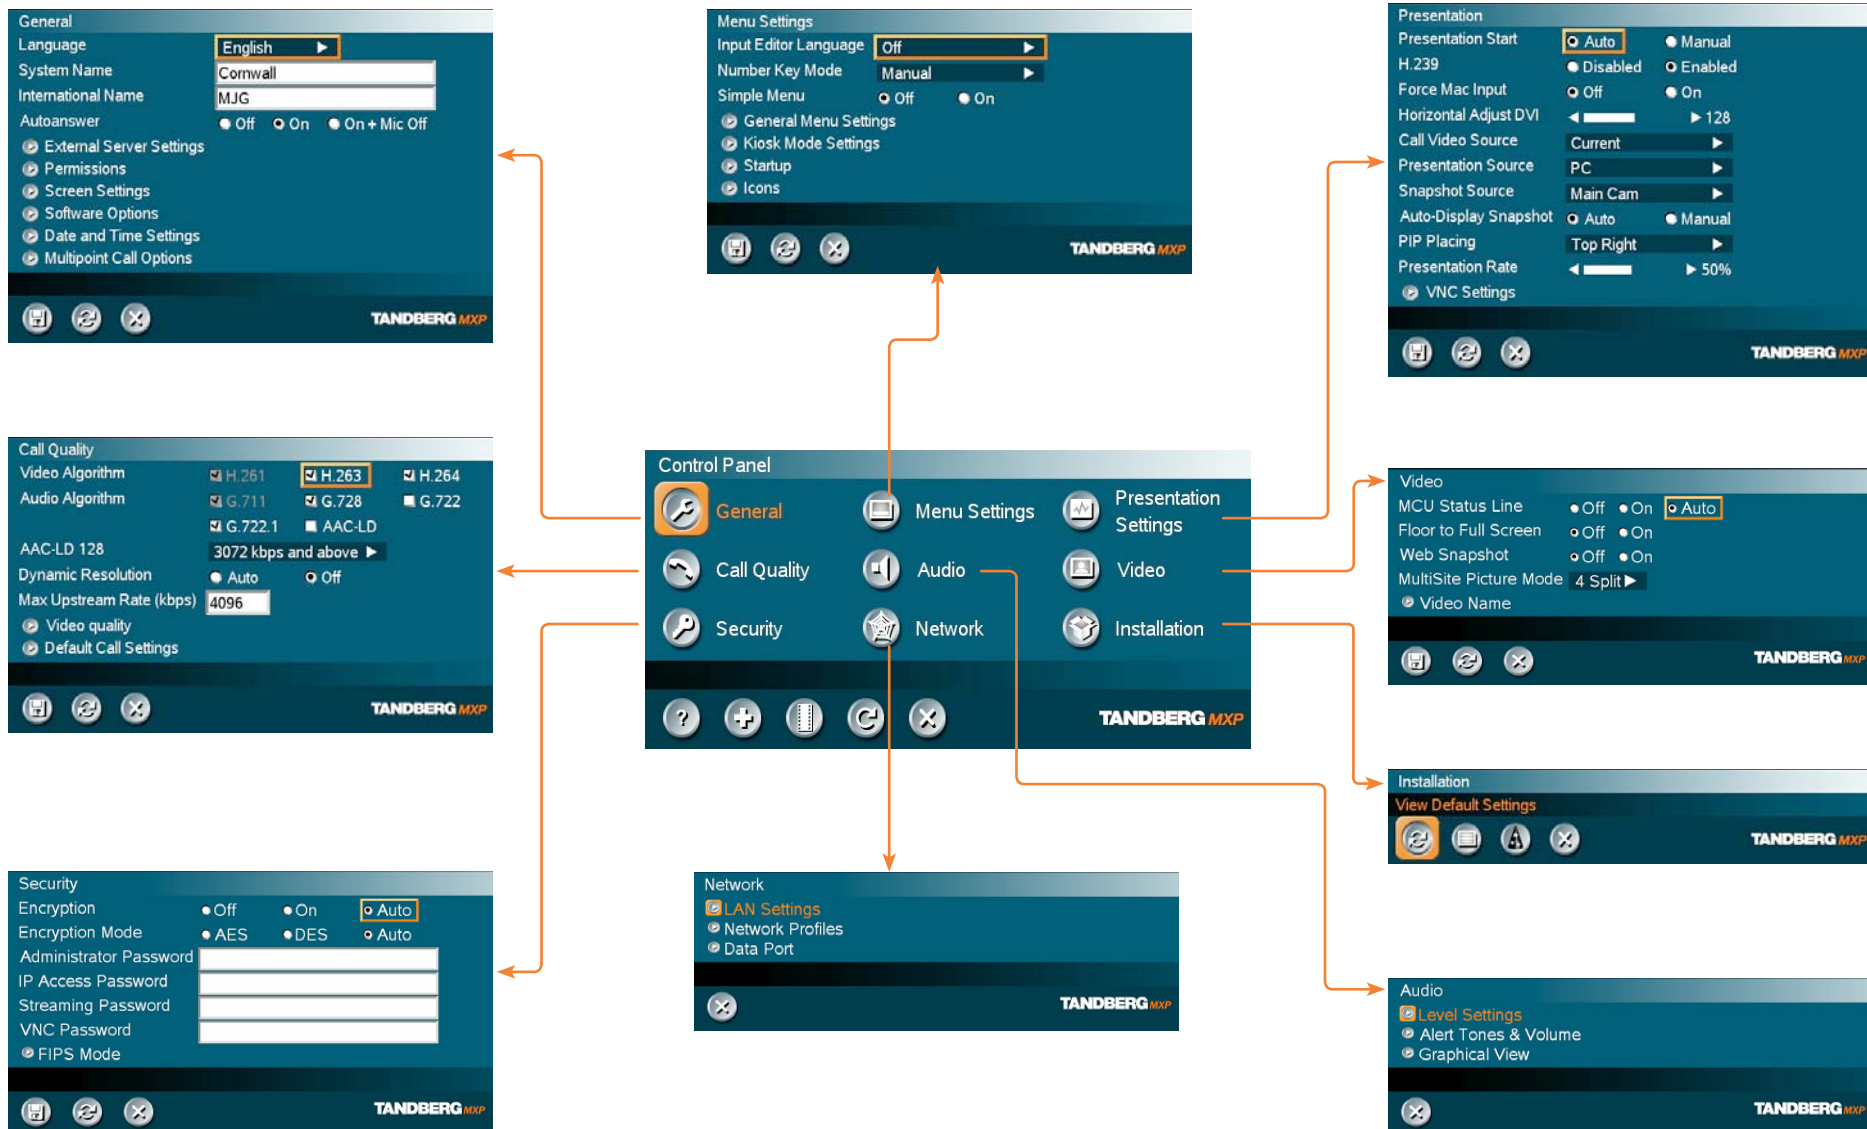 General
Language English
System Name Cornwall
International Name MJG
Autoanswer Off On On + Mic Off
External Server Settings
Permissions
Screen Settings
Software Options
Date and Time Settings
Multipoint Call Options
TANDBERG MXP
Menu Settings
Input Editor Language Off
Number Key Mode Manual
Simple Menu Off On
General Menu Settings
Kiosk Mode Settings
Startup
Icons
TANDBERG MXP
Presentation
Presentation Start Auto Manual
H.239 Disabled Enabled
Force Mac Input Off On
Horizontal Adjust DVI 128
Call Video Source Current
Presentation Source PC
Snapshot Source Main Cam
Auto-Display Snapshot Auto Manual
PIP Placing Top Right
Presentation Rate 50%
VNC Settings
TANDBERG MXP
Call Quality
Video Algorithm H.261 H.263 H.264
Audio Algorithm G.711 G.728 G.722
G.722.1 AAC-LD
AAC-LD 128 3072 kbps and above
Dynamic Resolution Auto Off
Max Upstream Rate (kbps) 4096
Video quality
Default Call Settings
TANDBERG MXP
Control Panel
General Menu Settings Presentation Settings
Call Quality Audio Video
Security Network Installation
?
TANDBERG MXP
Video
MCU Status Line Off On Auto
Floor to Full Screen Off On
Web Snapshot Off On
MultiSite Picture Mode 4 Split
Video Name
TANDBERG MXP
Installation
View Default Settings
TANDBERG MXP
Security
Encryption Off On Auto
Encryption Mode AES DES Auto
Administrator Password
IP Access Password
Streaming Password
VNC Password
FIPS Mode
TANDBERG MXP
Network
LAN Settings
Network Profiles
Data Port
TANDBERG MXP
Audio
Level Settings
Alert Tones & Volume
Graphical View
TANDBERG MXP